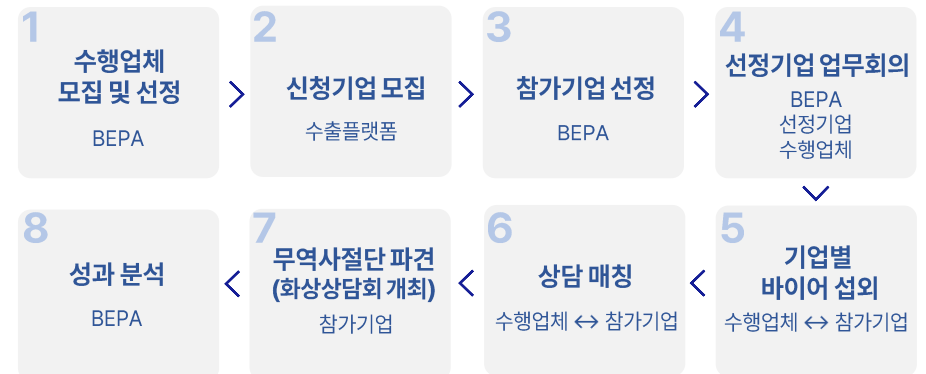 1
수행업체
모집 및 선정
BEPA
2
신청기업 모집
수출플랫폼
3
참가기업 선정
BEPA
4
선정기업 업무회의
BEPA
선정기업
수행업체
5
기업별
바이어 섭외
수행업체 ↔ 참가기업
6
상담 매칭
수행업체 ↔ 참가기업
7
무역사절단 파견
(화상상담회 개최)
참가기업
8
성과 분석
BEPA